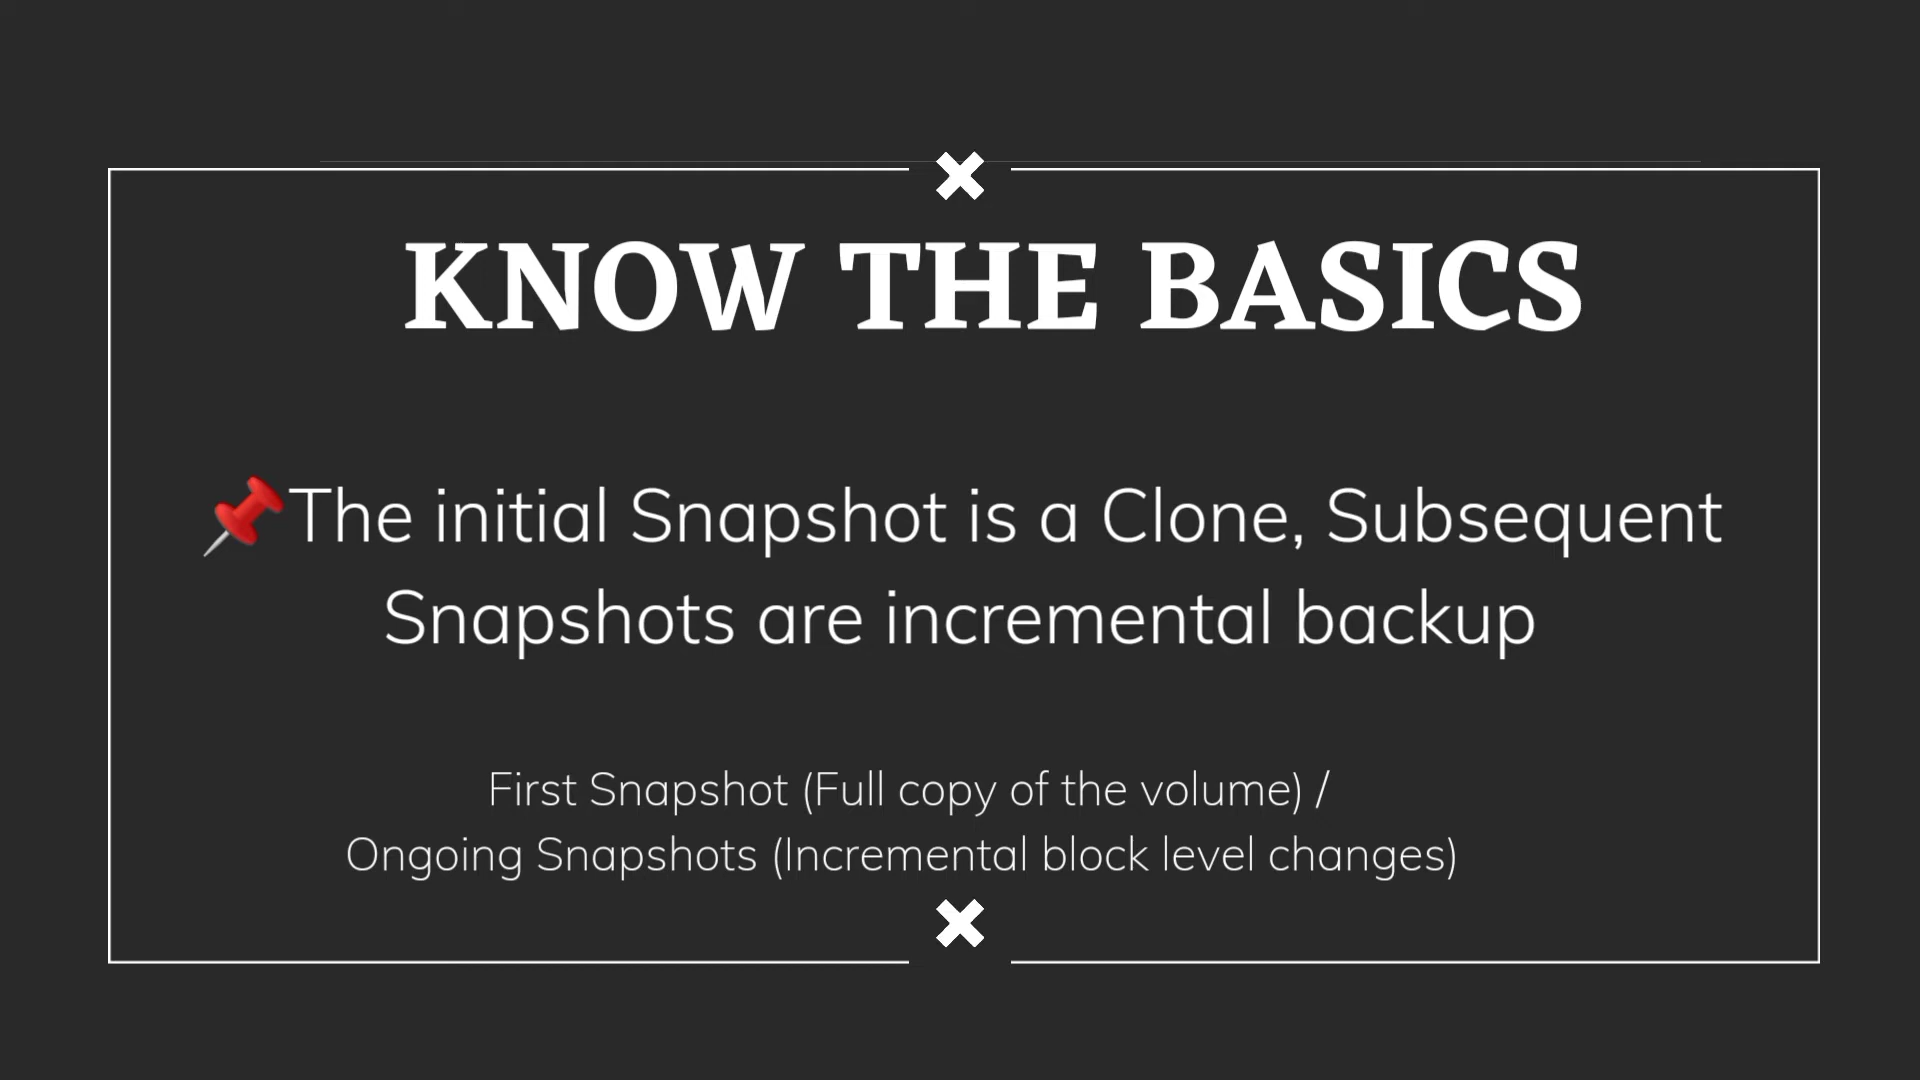 KNOW THE BASICS
📌The initial Snapshot is a Clone, Subsequent
Snapshots are incremental backup
First Snapshot (Full copy of the volume) /
Ongoing Snapshots (Incremental block level changes)